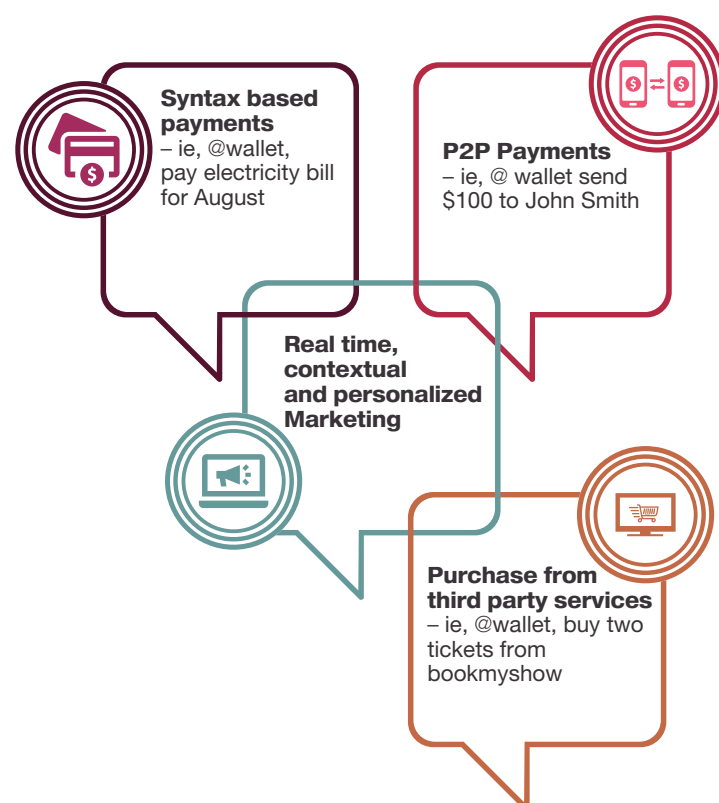 Syntax based
payments
– ie, @wallet,
pay electricity bill
for August
P2P Payments
– ie, @ wallet send
$100 to John Smith
Real time,
contextual
and personalized
Marketing
Purchase from
third party services
– ie, @wallet, buy two
tickets from
bookmyshow